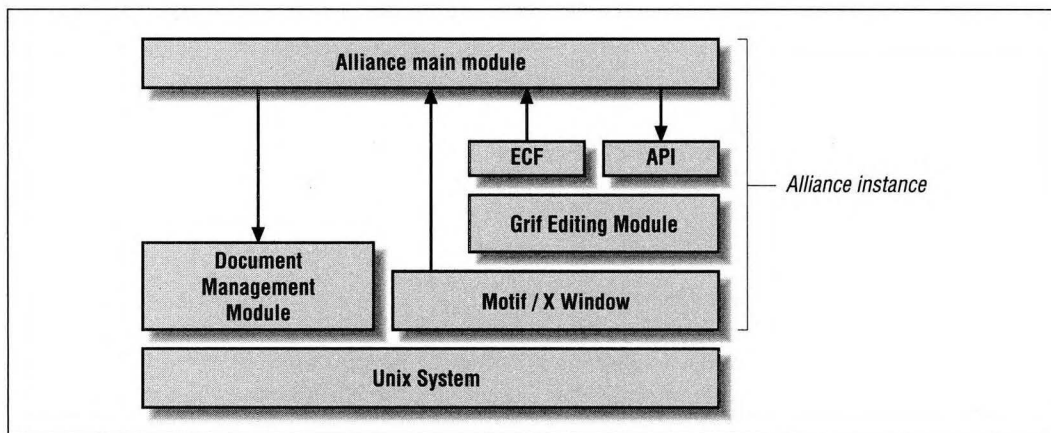 Alliance main module
ECF
API
Alliance instance
Grif Editing Module
Document
Management
Module
Motif / X Window
Unix System